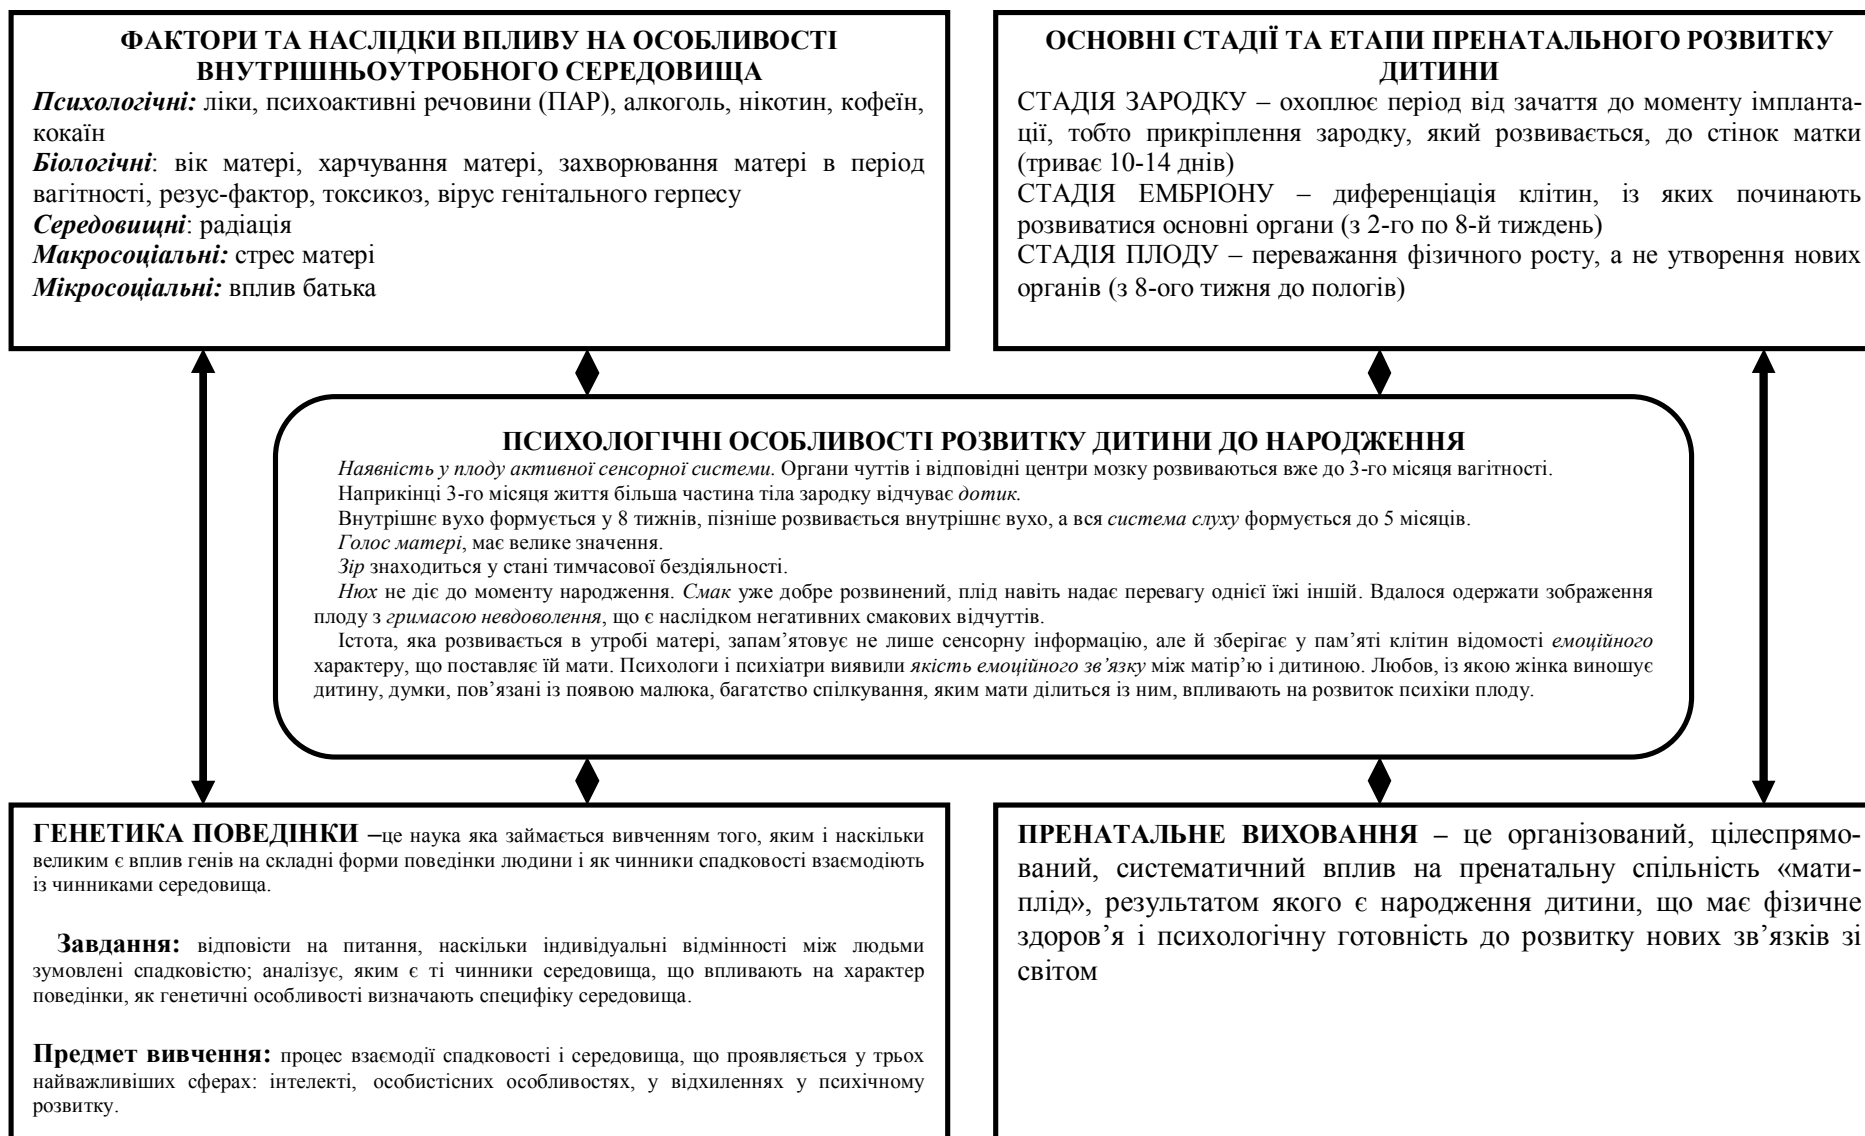 ФАКТОРИ ТА НАСЛІДКИ ВПЛИВУ НА ОСОБЛИВОСТІ
ВНУТРІШНЬОУТРОБНОГО СЕРЕДОВИЩА
Психологічні: ліки, психоактивні речовини (ПАР), алкоголь, нікотин, кофеїн,
кокаїн
Біологічні: вік матері, харчування матері, захворювання матері в період
вагітності, резус-фактор, токсикоз, вірус генітального герпесу
Середовищні: радіація
Макросоціальні: стрес матері
Мікросоціальні: вплив батька
ОСНОВНІ СТАДІЇ ТА ЕТАПИ ПРЕНАТАЛЬНОГО РОЗВИТКУ
ДИТИНИ
СТАДІЯ ЗАРОДКУ – охоплює період від зачаття до моменту імпланта-
ції, тобто прикріплення зародку, який розвивається, до стінок матки
(триває 10-14 днів)
СТАДІЯ ЕМБРІОНУ – диференціація клітин, із яких починають
розвиватися основні органи (з 2-го по 8-й тиждень)
СТАДІЯ ПЛОДУ – переважання фізичного росту, а не утворення нових
органів (з 8-ого тижня до пологів)
ПСИХОЛОГІЧНІ ОСОБЛИВОСТІ РОЗВИТКУ ДИТИНИ ДО НАРОДЖЕННЯ
Наявність у плоду активної сенсорної системи. Органи чуттів і відповідні центри мозку розвиваються вже до 3-го місяця вагітності.
Наприкінці 3-го місяця життя більша частина тіла зародку відчуває дотик.
Внутрішнє вухо формується у 8 тижнів, пізніше розвивається внутрішнє вухо, а вся система слуху формується до 5 місяців.
Голос матері, має велике значення.
Зір знаходиться у стані тимчасової бездіяльності.
Нюх не діє до моменту народження. Смак уже добре розвинений, плід навіть надає перевагу однієї їжі іншій. Вдалося одержати зображення
плоду з гримасою невдоволення, що є наслідком негативних смакових відчуттів.
Істота, яка розвивається в утробі матері, запам’ятовує не лише сенсорну інформацію, але й зберігає у пам’яті клітин відомості емоційного
характеру, що поставляє їй мати. Психологи і психіатри виявили якість емоційного зв’язку між матір’ю і дитиною. Любов, із якою жінка виношує
дитину, думки, пов’язані із появою малюка, багатство спілкування, яким мати ділиться із ним, впливають на розвиток психіки плоду.
ГЕНЕТИКА ПОВЕДІНКИ –це наука яка займається вивченням того, яким і наскільки
великим є вплив генів на складні форми поведінки людини і як чинники спадковості взаємодіють
із чинниками середовища.
Завдання: відповісти на питання, наскільки індивідуальні відмінності між людьми
зумовлені спадковістю; аналізує, яким є ті чинники середовища, що впливають на характер
поведінки, як генетичні особливості визначають специфіку середовища.
Предмет вивчення: процес взаємодії спадковості і середовища, що проявляється у трьох
найважливіших сферах: інтелекті, особистісних особливостях, у відхиленнях у психічному
розвитку.
ПРЕНАТАЛЬНЕ ВИХОВАННЯ – це організований, цілеспрямо-
ваний, систематичний вплив на пренатальну спільність «мати-
плід», результатом якого є народження дитини, що має фізичне
здоров’я і психологічну готовність до розвитку нових зв’язків зі
світом